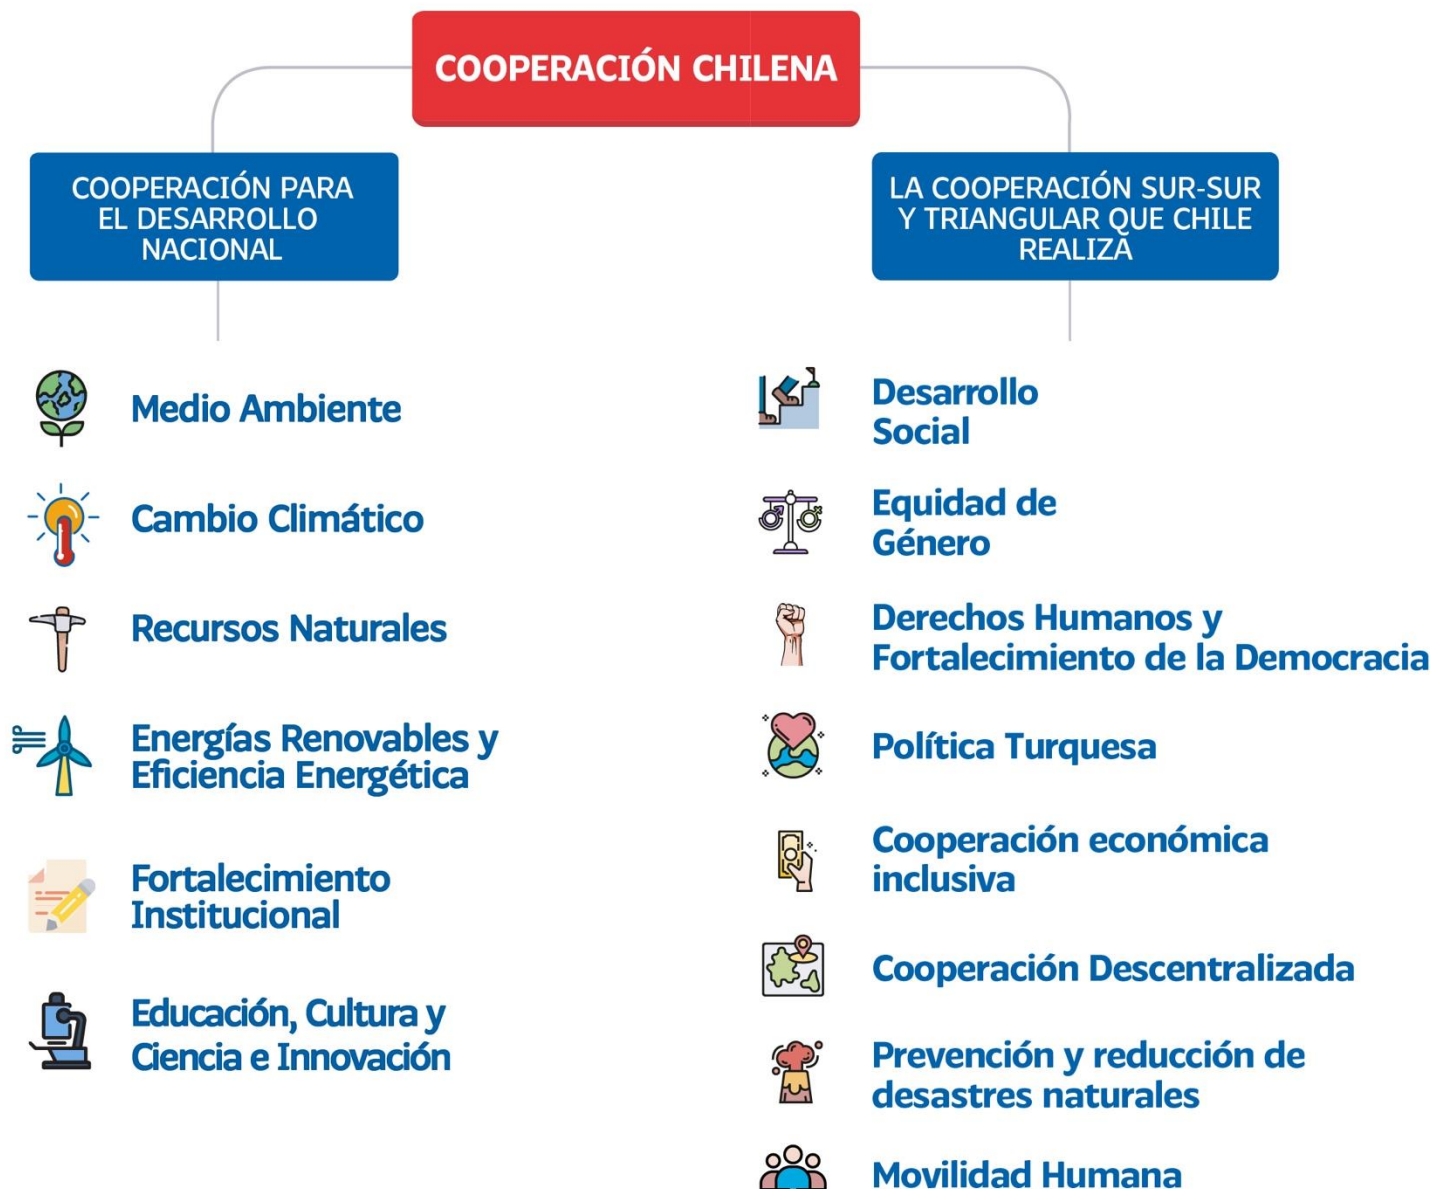 COOPERACIÓN CHILENA
COOPERACIÓN PARA
EL DESARROLLO
NACIONAL
Medio Ambiente
Cambio Climático
Recursos Naturales
Energías Renovables y
Eficiencia Energética
Fortalecimiento
Institucional
Educación, Cultura y
Ciencia e Innovación
LA COOPERACIÓN SUR-SUR
Y TRIANGULAR QUE CHILE
REALIZA
Desarrollo
Social
Equidad de
Género
Derechos Humanos y
Fortalecimiento de la Democracia
Política Turquesa
Cooperación económica
inclusiva
Cooperación Descentralizada
Prevención y reducción de
desastres naturales
Movilidad Humana